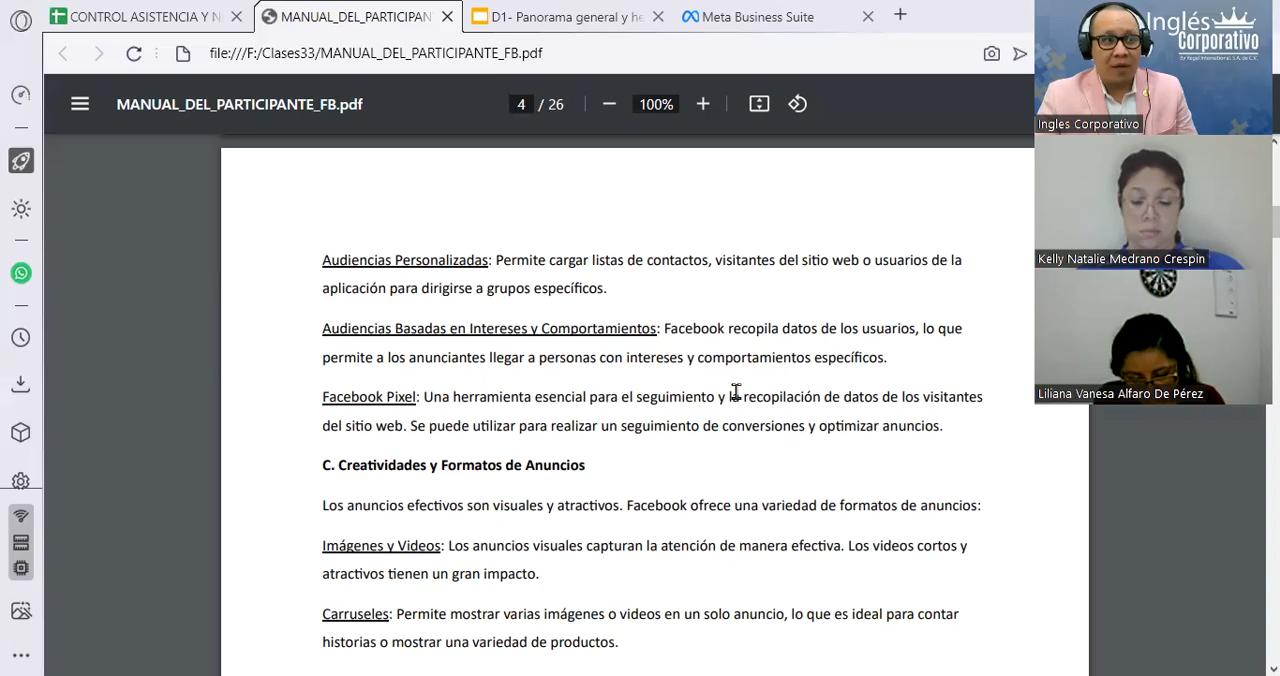 CONTROL ASISTENCIA Y N
MANUAL_DEL_PARTICIPAN
D1- Panorama general y he
Meta Business Suite
file:///F:/Clases33/MANUAL_DEL_PARTICIPANTE_FB.pdf
MANUAL_DEL_PARTICIPANTE_FB.pdf
4 / 26
100%
Inglés
Corporativo
By Regal International, S.A. de C.V.
Ingles Corporativo
Kelly Natalie Medrano Crespin
Liliana Vanesa Alfaro De Pérez
Audiencias Personalizadas: Permite cargar listas de contactos, visitantes del sitio web o usuarios de la
aplicación para dirigirse a grupos específicos.
Audiencias Basadas en Intereses y Comportamientos: Facebook recopila datos de los usuarios, lo que
permite a los anunciantes llegar a personas con intereses y comportamientos específicos.
Facebook Pixel: Una herramienta esencial para el seguimiento y la recopilación de datos de los visitantes
del sitio web. Se puede utilizar para realizar un seguimiento de conversiones y optimizar anuncios.
C. Creatividades y Formatos de Anuncios
Los anuncios efectivos son visuales y atractivos. Facebook ofrece una variedad de formatos de anuncios:
Imágenes y Videos: Los anuncios visuales capturan la atención de manera efectiva. Los videos cortos y
atractivos tienen un gran impacto.
Carruseles: Permite mostrar varias imágenes o videos en un solo anuncio, lo que es ideal para contar
historias o mostrar una variedad de productos.